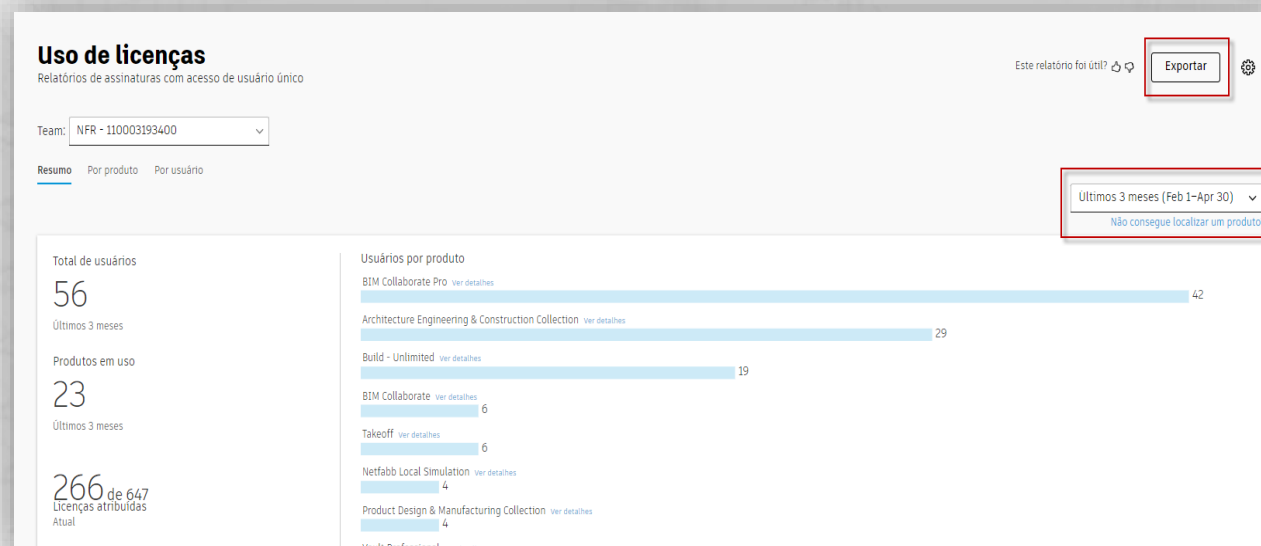 Uso de licenças
Relatórios de assinaturas com acesso de usuário único
Este relatório foi útil?
Exportar
Team: NFR - 110003193400
Resumo Por produto Por usuário
Últimos 3 meses (Feb 1–Apr 30)
Não consegue localizar um produto
Total de usuários
56
Últimos 3 meses
Produtos em uso
23
Últimos 3 meses
266 de 647
Licenças atribuídas
Atual
Usuários por produto
BIM Collaborate Pro Ver detalhes
42
Architecture Engineering & Construction Collection Ver detalhes
29
Build - Unlimited Ver detalhes
19
BIM Collaborate Ver detalhes
6
Takeoff Ver detalhes
6
Netfabb Local Simulation Ver detalhes
4
Product Design & Manufacturing Collection Ver detalhes
4